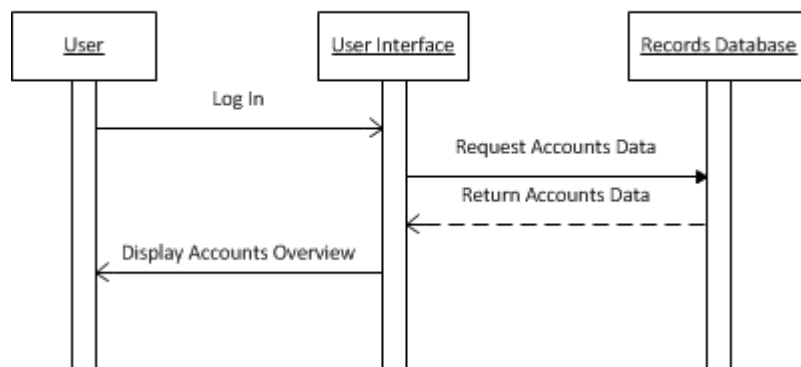 User
User Interface
Records Database
Log In
Request Accounts Data
Return Accounts Data
Display Accounts Overview